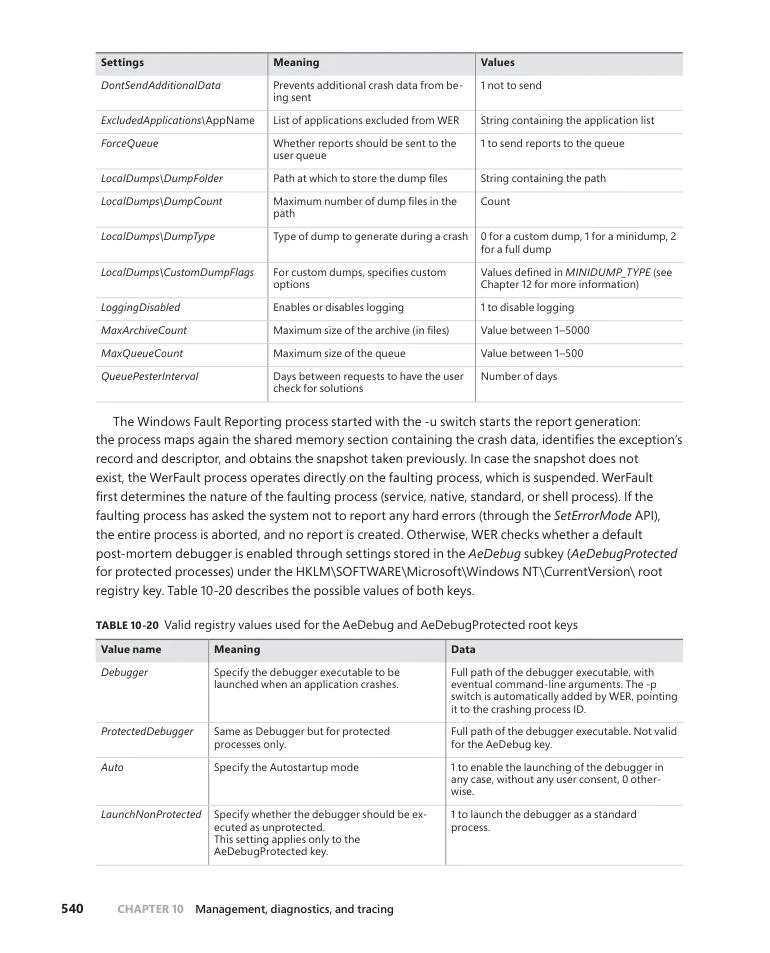 Settings Meaning Values
DontSendAdditionalData Prevents additional crash data from be- 1 not to send
ing sent
ExcludedApplications\AppName List of applications excluded from WER String containing the application list
ForceQueue Whether reports should be sent to the 1 to send reports to the queue
user queue
LocalDumps\DumpFolder Path at which to store the dump files String containing the path
LocalDumps\DumpCount Maximum number of dump files in the Count
path
LocalDumps\DumpType Type of dump to generate during a crash 0 for a custom dump, 1 for a minidump, 2
for a full dump
LocalDumps\CustomDumpFlags For custom dumps, specifies custom Values defined in MINIDUMP_TYPE (see
options Chapter 12 for more information)
LoggingDisabled Enables or disables logging 1 to disable logging
MaxArchiveCount Maximum size of the archive (in files) Value between 1–5000
MaxQueueCount Maximum size of the queue Value between 1–500
QueuePesterInterval Days between requests to have the user Number of days
check for solutions
The Windows Fault Reporting process started with the -u switch starts the report generation:
the process maps again the shared memory section containing the crash data, identifies the exception’s
record and descriptor, and obtains the snapshot taken previously. In case the snapshot does not
exist, the WerFault process operates directly on the faulting process, which is suspended. WerFault
first determines the nature of the faulting process (service, native, standard, or shell process). If the
faulting process has asked the system not to report any hard errors (through the SetErrorMode API),
the entire process is aborted, and no report is created. Otherwise, WER checks whether a default
post-mortem debugger is enabled through settings stored in the AeDebug subkey (AeDebugProtected
for protected processes) under the HKLM\SOFTWARE\Microsoft\Windows NT\CurrentVersion\ root
registry key. Table 10-20 describes the possible values of both keys.
TABLE 10-20 Valid registry values used for the AeDebug and AeDebugProtected root keys
Value name Meaning Data
Debugger Specify the debugger executable to be Full path of the debugger executable, with
launched when an application crashes. eventual command-line arguments. The -p
switch is automatically added by WER, pointing
it to the crashing process ID.
ProtectedDebugger Same as Debugger but for protected Full path of the debugger executable. Not valid
processes only. for the AeDebug key.
Auto Specify the Autostartup mode 1 to enable the launching of the debugger in
any case, without any user consent, 0 other-
wise.
LaunchNonProtected Specify whether the debugger should be ex- 1 to launch the debugger as a standard
ecuted as unprotected. process.
This setting applies only to the
AeDebugProtected key.
540 CHAPTER 10 Management, diagnostics, and tracing